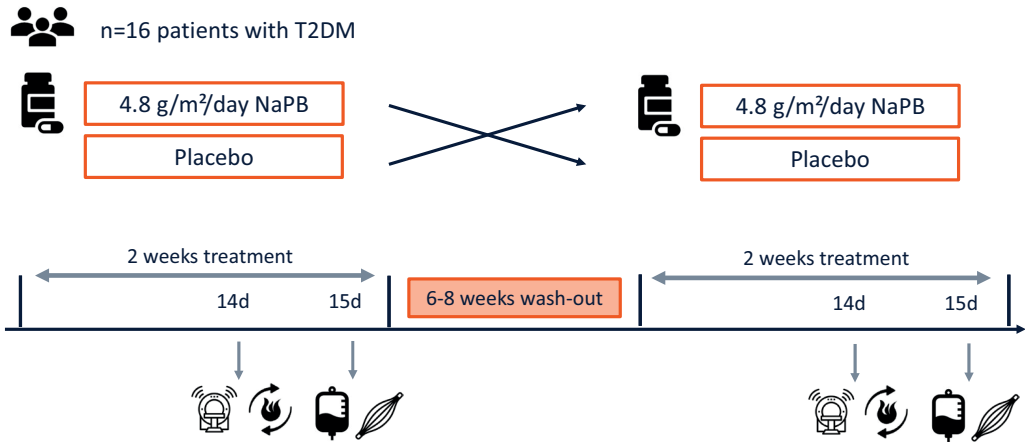 n=16 patients with T2DM
4.8 g/m²/day NaPB
4.8 g/m²/day NaPB
Placebo
Placebo
2 weeks treatment
2 weeks treatment
14d
15d
6-8 weeks wash-out
14d
15d